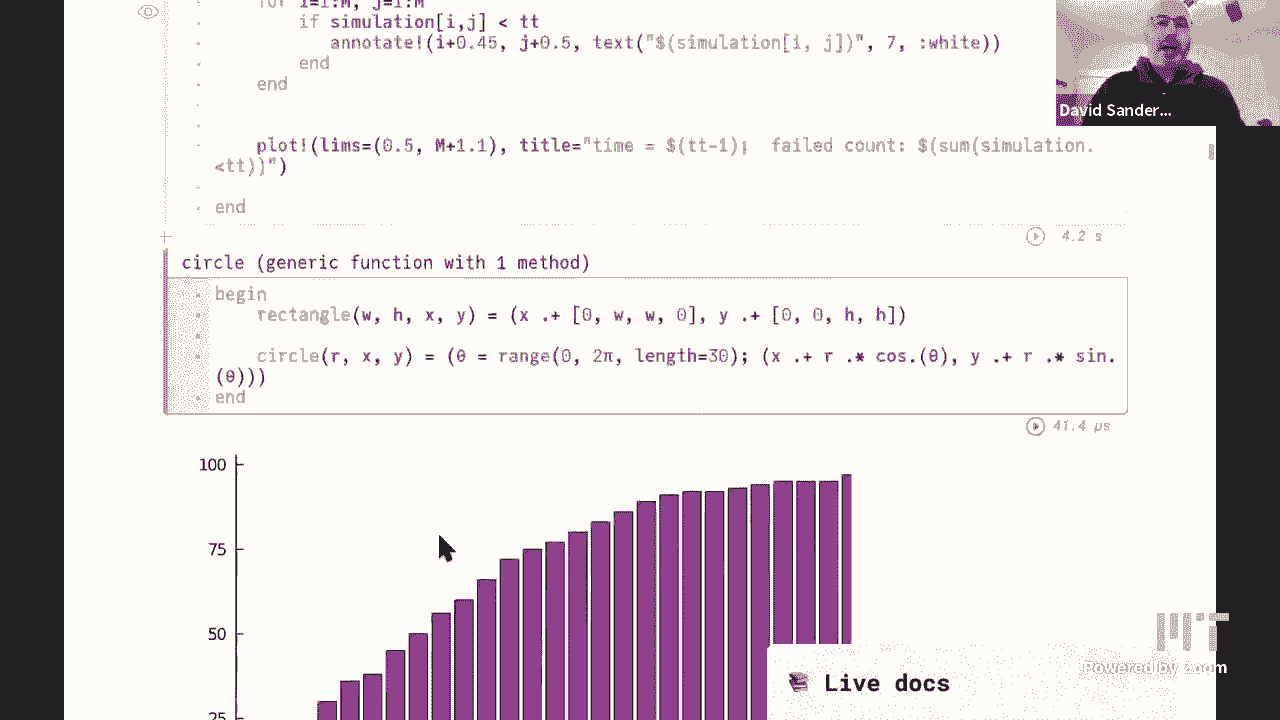 for i=1:M, j=1:M
if simulation[i,j] < tt
annotate!(i+0.45, j+0.5, text("$(simulation[i, j])", 7, :white))
end
end
plot!(lims=(0.5, M+1.1), title="time = $(tt-1);  failed count: $(sum(simulation.
<tt))")
end
4.2 s
circle (generic function with 1 method)
begin
rectangle(w, h, x, y) = (x .+ [0, w, w, 0], y .+ [0, 0, h, h])
circle(r, x, y) = (θ = range(0, 2π, length=30); (x .+ r .* cos.(θ), y .+ r .* sin.
(θ)))
end
41.4 μs
100
75
50
25
Live docs
David Sander...
MIT
Powered by Zoom